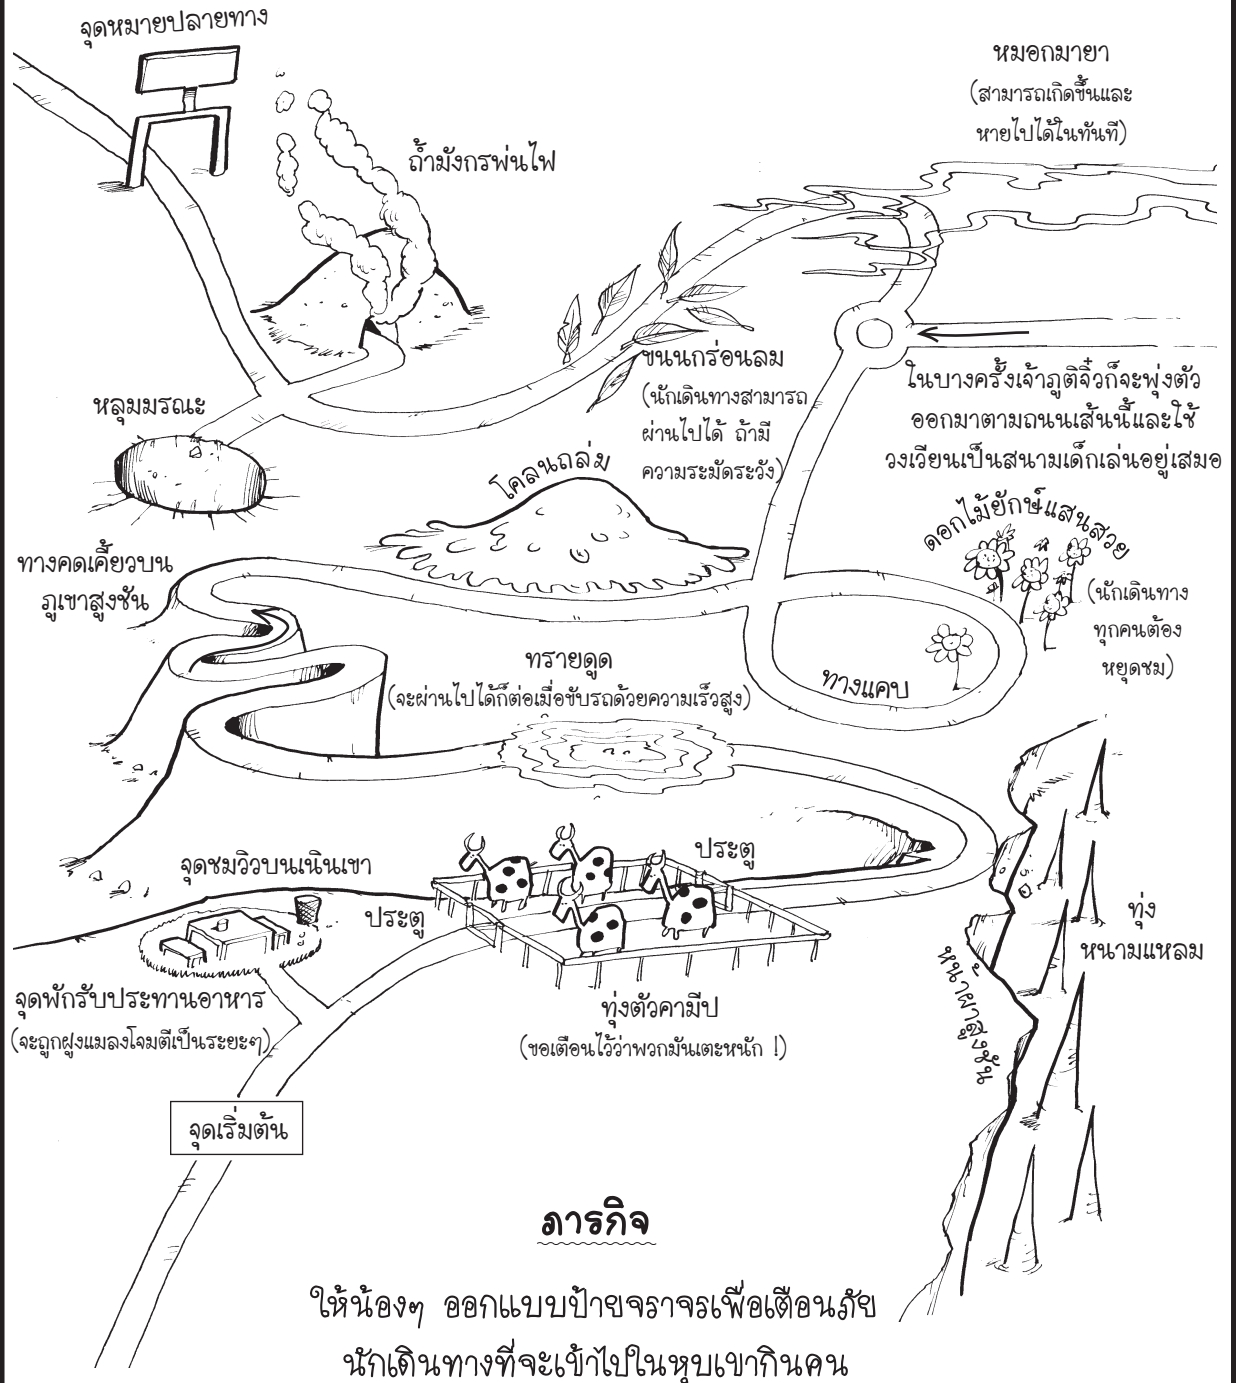 จุดหมายปลายทาง
หมอกมายา
(สามารถเกิดขึ้นและ
หายไปได้ในทันที)
ถ้ำมังกรพ่นไฟ
ขนนกร่อนลม
(นักเดินทางสามารถ
ผ่านไปได้ ถ้ามี
ความระมัดระวัง)
ในบางครั้งเจ้าภูติจิ๋วก็จะพุ่งตัว
ออกมาตามถนนเส้นนี้และใช้
วงเวียนเป็นสนามเด็กเล่นอยู่เสมอ
หลุมมรณะ
โคลนถล่ม
ดอกไม้ยักษ์แสนสวย
(นักเดินทาง
ทุกคนต้อง
หยุดชม)
ทางคดเคี้ยวบน
ภูเขาสูงชัน
ทรายดูด
(จะผ่านไปได้ก็ต่อเมื่อขับรถด้วยความเร็วสูง)
ทางแคบ
จุดชมวิวบนเนินเขา
ประตู
ประตู
ทุ่ง
หนามแหลม
หน้าผาสูงชัน
จุดพักรับประทานอาหาร
(จะถูกฝูงแมลงโจมตีเป็นระยะๆ)
ทุ่งตัวคามีป
(ขอเตือนไว้ว่าพวกมันเตะหนัก !)
จุดเริ่มต้น
ภารกิจ
ให้น้องๆ ออกแบบป้ายจราจรเพื่อเตือนภัย
นักเดินทางที่จะเข้าไปในหุบเขากินคน